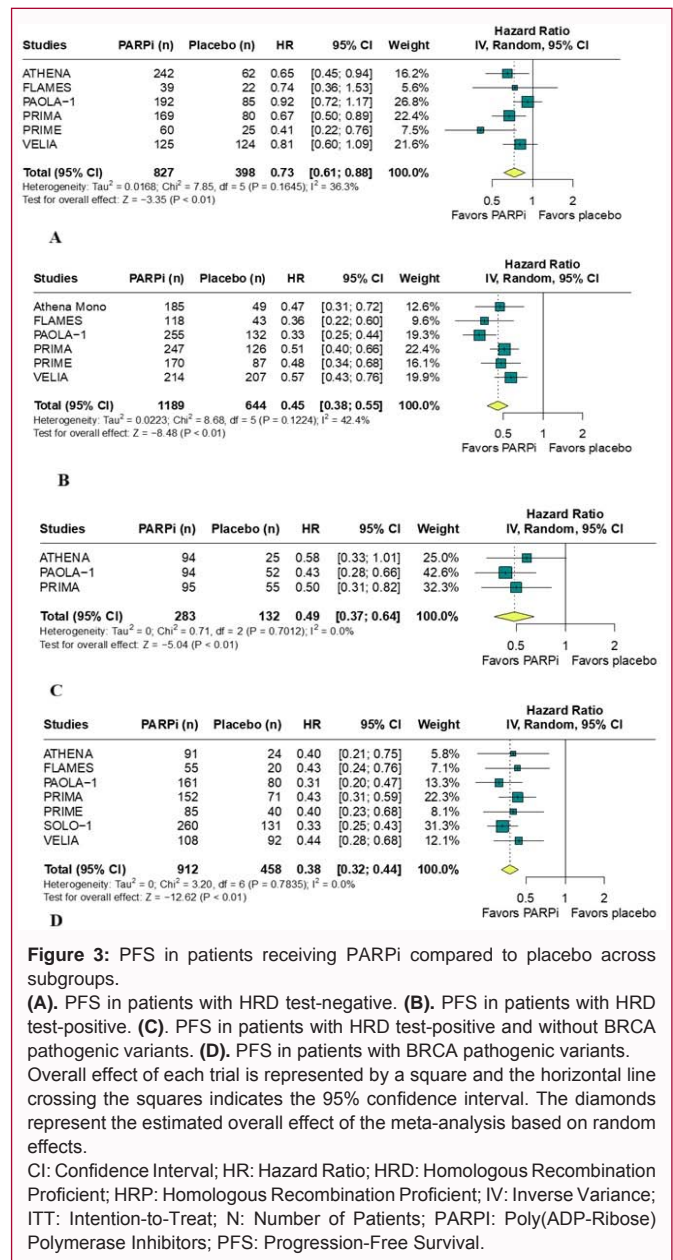 Hazard Ratio
Studies PARPi (n) Placebo (n) HR 95% CI Weight IV, Random, 95% CI
ATHENA 242 62 0.65 [0.45; 0.94] 16.2%
FLAMES 39 22 0.74 [0.36; 1.53] 5.6%
PAOLA−1 192 85 0.92 [0.72; 1.17] 26.8%
PRIMA 169 80 0.67 [0.50; 0.89] 22.4%
PRIME 60 25 0.41 [0.22; 0.76] 7.5%
VELIA 125 124 0.81 [0.60; 1.09] 21.6%
Total (95% CI) 827 398 0.73 [0.61; 0.88] 100.0%
Heterogeneity: Tau² = 0.0168; Chi² = 7.85, df = 5 (P = 0.1645); I² = 36.3%
Test for overall effect: Z = −3.35 (P < 0.01)
0.5 1 2
Favors PARPi Favors placebo
A
Hazard Ratio
Studies PARPi (n) Placebo (n) HR 95% CI Weight IV, Random, 95% CI
Athena Mono 185 49 0.47 [0.31; 0.72] 12.6%
FLAMES 118 43 0.36 [0.22; 0.60] 9.6%
PAOLA−1 255 132 0.33 [0.25; 0.44] 19.3%
PRIMA 247 126 0.51 [0.40; 0.66] 22.4%
PRIME 170 87 0.48 [0.34; 0.68] 16.1%
VELIA 214 207 0.57 [0.43; 0.76] 19.9%
Total (95% CI) 1189 644 0.45 [0.38; 0.55] 100.0%
Heterogeneity: Tau² = 0.0223; Chi² = 8.68, df = 5 (P = 0.1224); I² = 42.4%
Test for overall effect: Z = −8.48 (P < 0.01)
0.5 1 2
Favors PARPi Favors placebo
B
Hazard Ratio
Studies PARPi (n) Placebo (n) HR 95% CI Weight IV, Random, 95% CI
ATHENA 94 25 0.58 [0.33; 1.01] 25.0%
PAOLA−1 94 52 0.43 [0.28; 0.66] 42.6%
PRIMA 95 55 0.50 [0.31; 0.82] 32.3%
Total (95% CI) 283 132 0.49 [0.37; 0.64] 100.0%
Heterogeneity: Tau² = 0; Chi² = 0.71, df = 2 (P = 0.7012); I² = 0.0%
Test for overall effect: Z = −5.04 (P < 0.01)
0.5 1 2
Favors PARPi Favors placebo
C
Hazard Ratio
Studies PARPi (n) Placebo (n) HR 95% CI Weight IV, Random, 95% CI
ATHENA 91 24 0.40 [0.21; 0.75] 5.8%
FLAMES 55 20 0.43 [0.24; 0.76] 7.1%
PAOLA−1 161 80 0.31 [0.20; 0.47] 13.3%
PRIMA 152 71 0.43 [0.31; 0.59] 22.3%
PRIME 85 40 0.40 [0.23; 0.68] 8.1%
SOLO−1 260 131 0.33 [0.25; 0.43] 31.3%
VELIA 108 92 0.44 [0.28; 0.68] 12.1%
Total (95% CI) 912 458 0.38 [0.32; 0.44] 100.0%
Heterogeneity: Tau² = 0; Chi² = 3.20, df = 6 (P = 0.7835); I² = 0.0%
Test for overall effect: Z = −12.62 (P < 0.01)
0.5 1 2
Favors PARPi Favors placebo
D
Figure 3: PFS in patients receiving PARPi compared to placebo across
subgroups.
(A). PFS in patients with HRD test-negative. (B). PFS in patients with HRD
test-positive. (C). PFS in patients with HRD test-positive and without BRCA
pathogenic variants. (D). PFS in patients with BRCA pathogenic variants.
Overall effect of each trial is represented by a square and the horizontal line
crossing the squares indicates the 95% confidence interval. The diamonds
represent the estimated overall effect of the meta-analysis based on random
effects.
CI: Confidence Interval; HR: Hazard Ratio; HRD: Homologous Recombination
Proficient; HRP: Homologous Recombination Proficient; IV: Inverse Variance;
ITT: Intention-to-Treat; N: Number of Patients; PARPI: Poly(ADP-Ribose)
Polymerase Inhibitors; PFS: Progression-Free Survival.